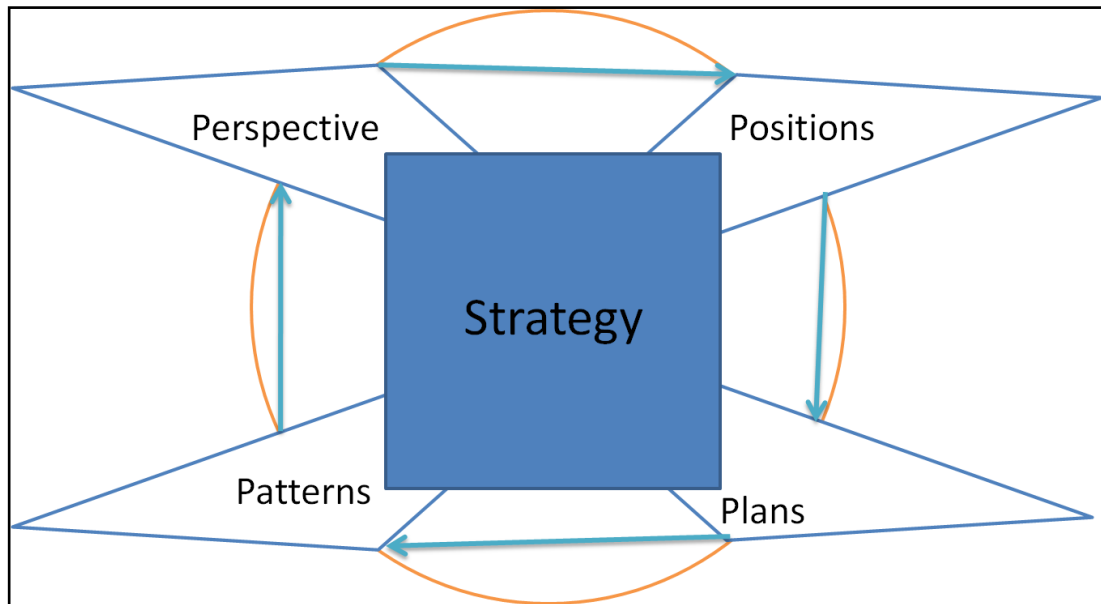 Perspective
Positions
Strategy
Patterns
Plans